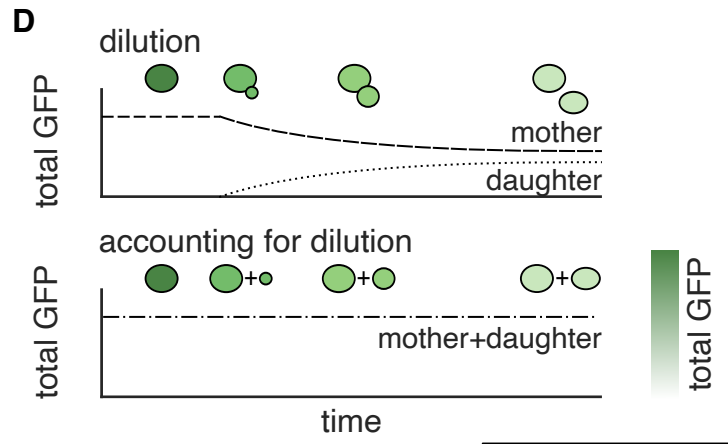 D
dilution
total GFP
mother
daughter
accounting for dilution
+
+
+
total GFP
mother+daughter
total GFP
time